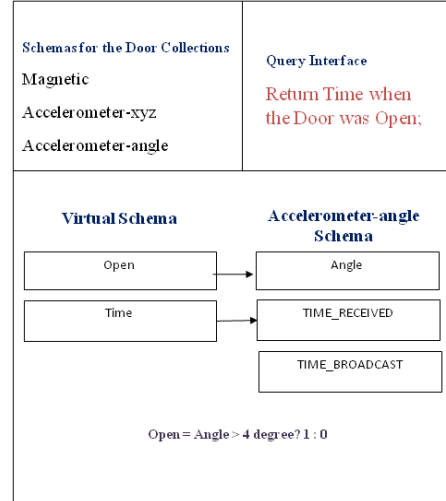 Schemas for the Door Collections
Magnetic
Accelerometer-xyz
Accelerometer-angle
Query Interface
Return Time when
the Door was Open;
Virtual Schema
Accelerometer-angle
Schema
Open
Angle
Time
TIME_RECEIVED
TIME_BROADCAST
Open = Angle > 4 degree? 1 : 0